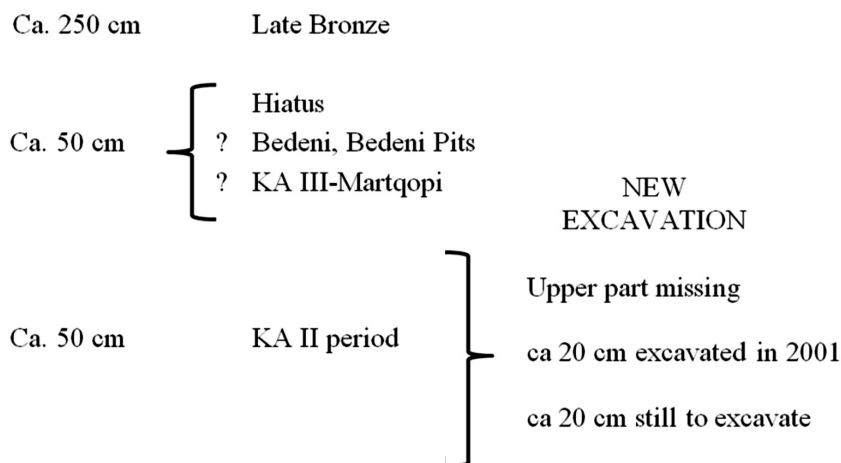 Ca. 250 cm Late Bronze
Hiatus
Ca. 50 cm ? Bedeni, Bedeni Pits
? KA III-Martqopi
NEW
EXCAVATION
Upper part missing
Ca. 50 cm KA II period
ca 20 cm excavated in 2001
ca 20 cm still to excavate